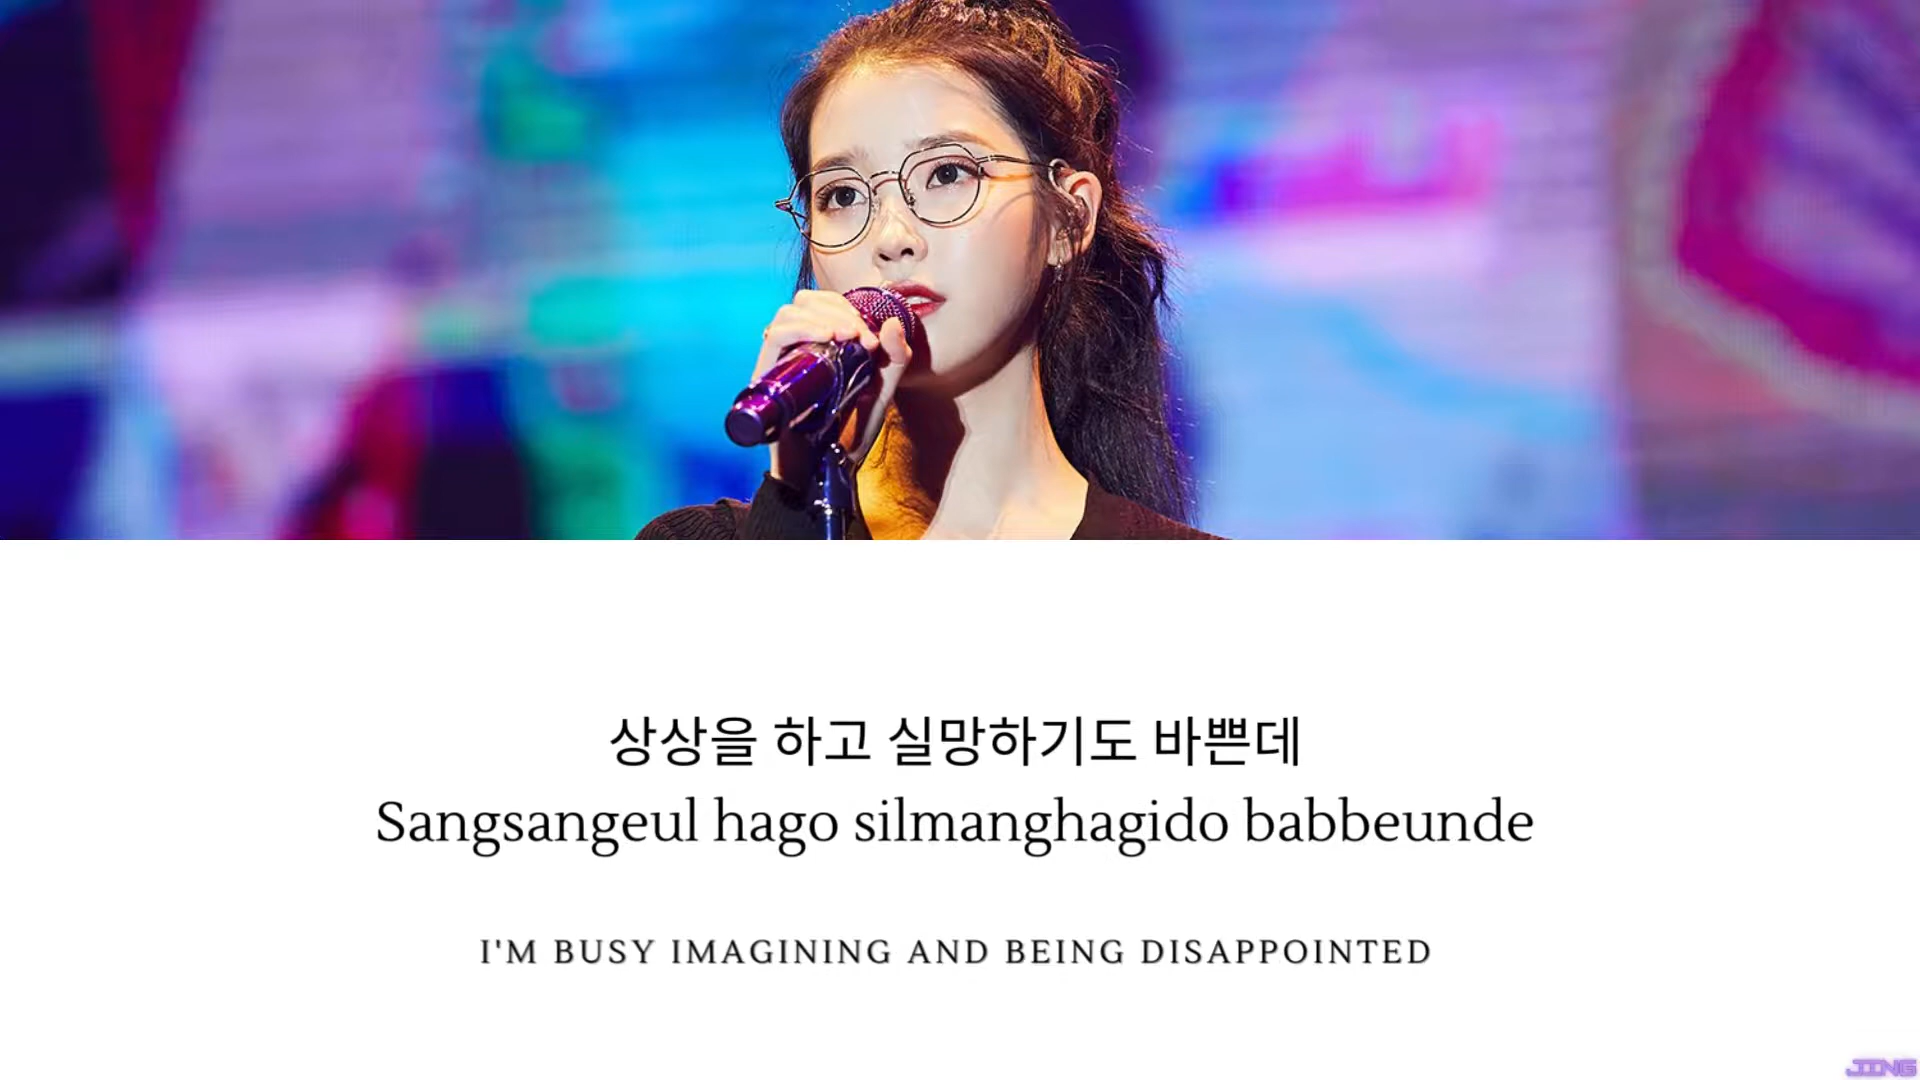 상상을 하고 실망하기도 바쁜데
Sangsangeul hago silmanghagido babbeunde
I'M BUSY IMAGINING AND BEING DISAPPOINTED
JING